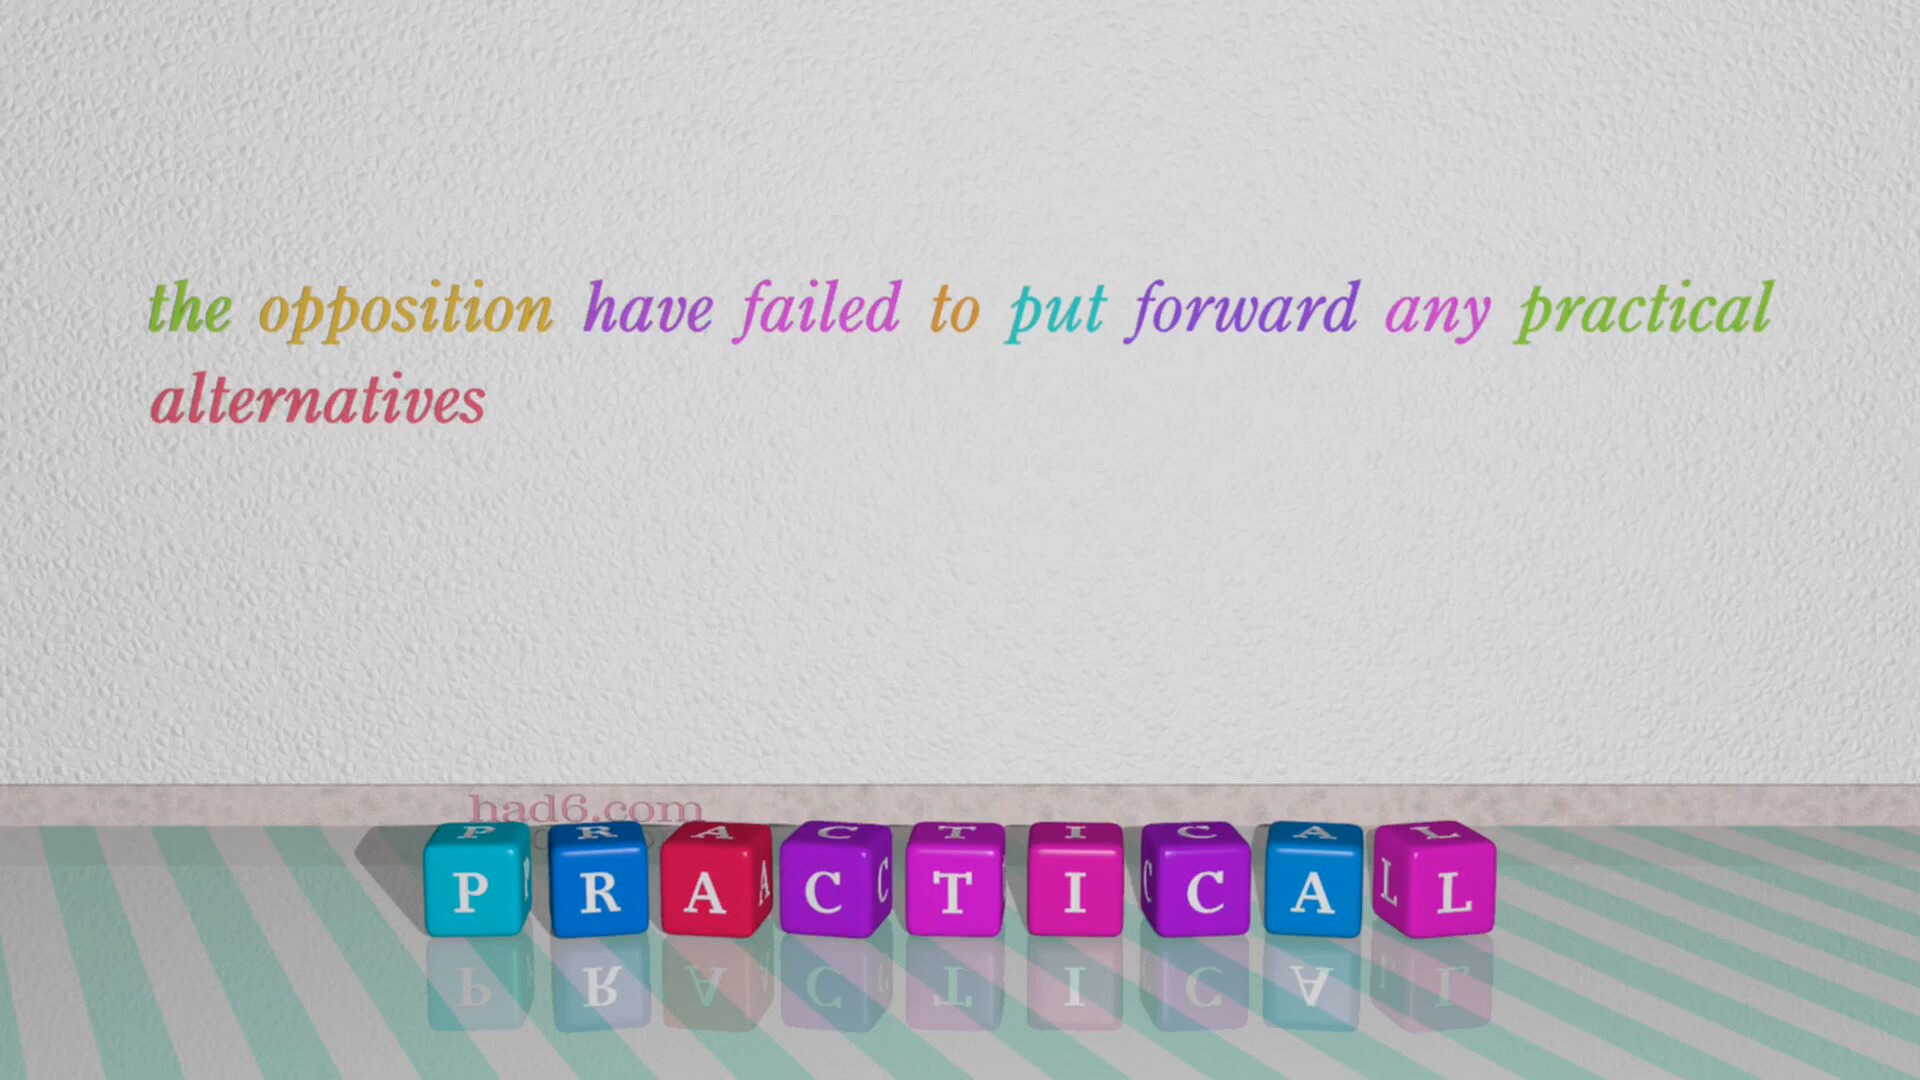 the opposition have failed to put forward any practical
alternatives
had6.com
PRACTICAL